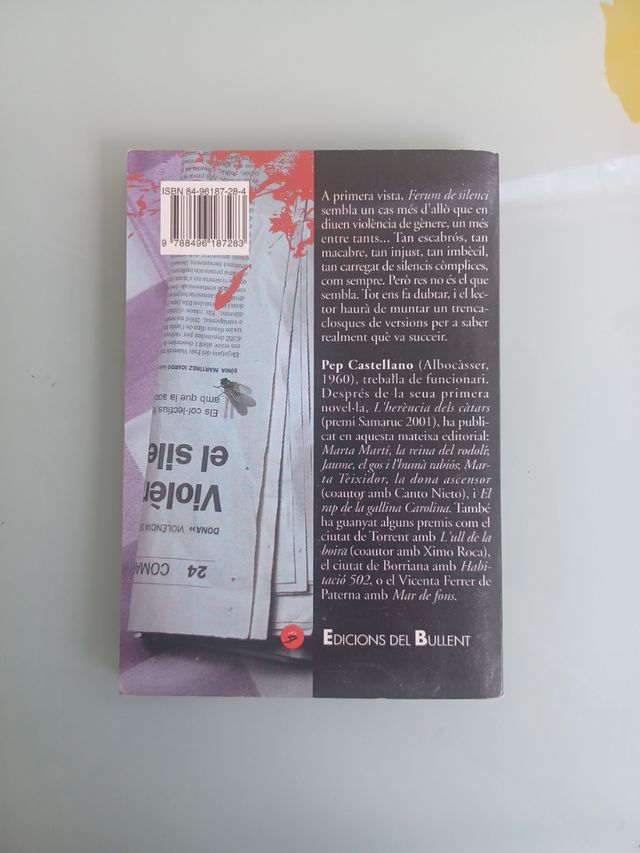 ISBN 84-96187-28-4
9 788496 187283
A primera vista, Ferum de silenci
sembla un cas més d'allò que en
diuen violència de gènere, un més
entre tants... Tan escabrós, tan
macabre, tan injust, tan imbècil,
tan carregat de silencis còmplices,
com sempre. Però res no és el que
sembla. Tot ens fa dubtar, i el lec-
tor haurà de muntar un trenca-
closques de versions per a saber
realment què va succeir.
Pep Castellano (Albocàsser,
1960), treballa de funcionari.
Després de la seua primera
novel·la, L'herència dels càtars
(premi Samaruc 2001), ha publi-
cat en aquesta mateixa editorial:
Marta Martí, la reina del rodolí;
Jaume, el gos i l'humà rabiós; Mar-
ta Teixidor, la dona ascensor
(coautor amb Canto Nieto), i El
rap de la gallina Carolina. També
ha guanyat alguns premis com el
ciutat de Torrent amb L'ull de la
boira (coautor amb Ximo Roca),
el ciutat de Borriana amb Habi-
tació 502, o el Vicenta Ferrer de
Paterna amb Mar de fons.
EDICIONS DEL BULLENT
24 COMA
DONA» VIOLÈNCIA DE
Violèn
el sile
Els col·lectius
amb que la soc
SÒNIA MARTÍNEZ ICARDO